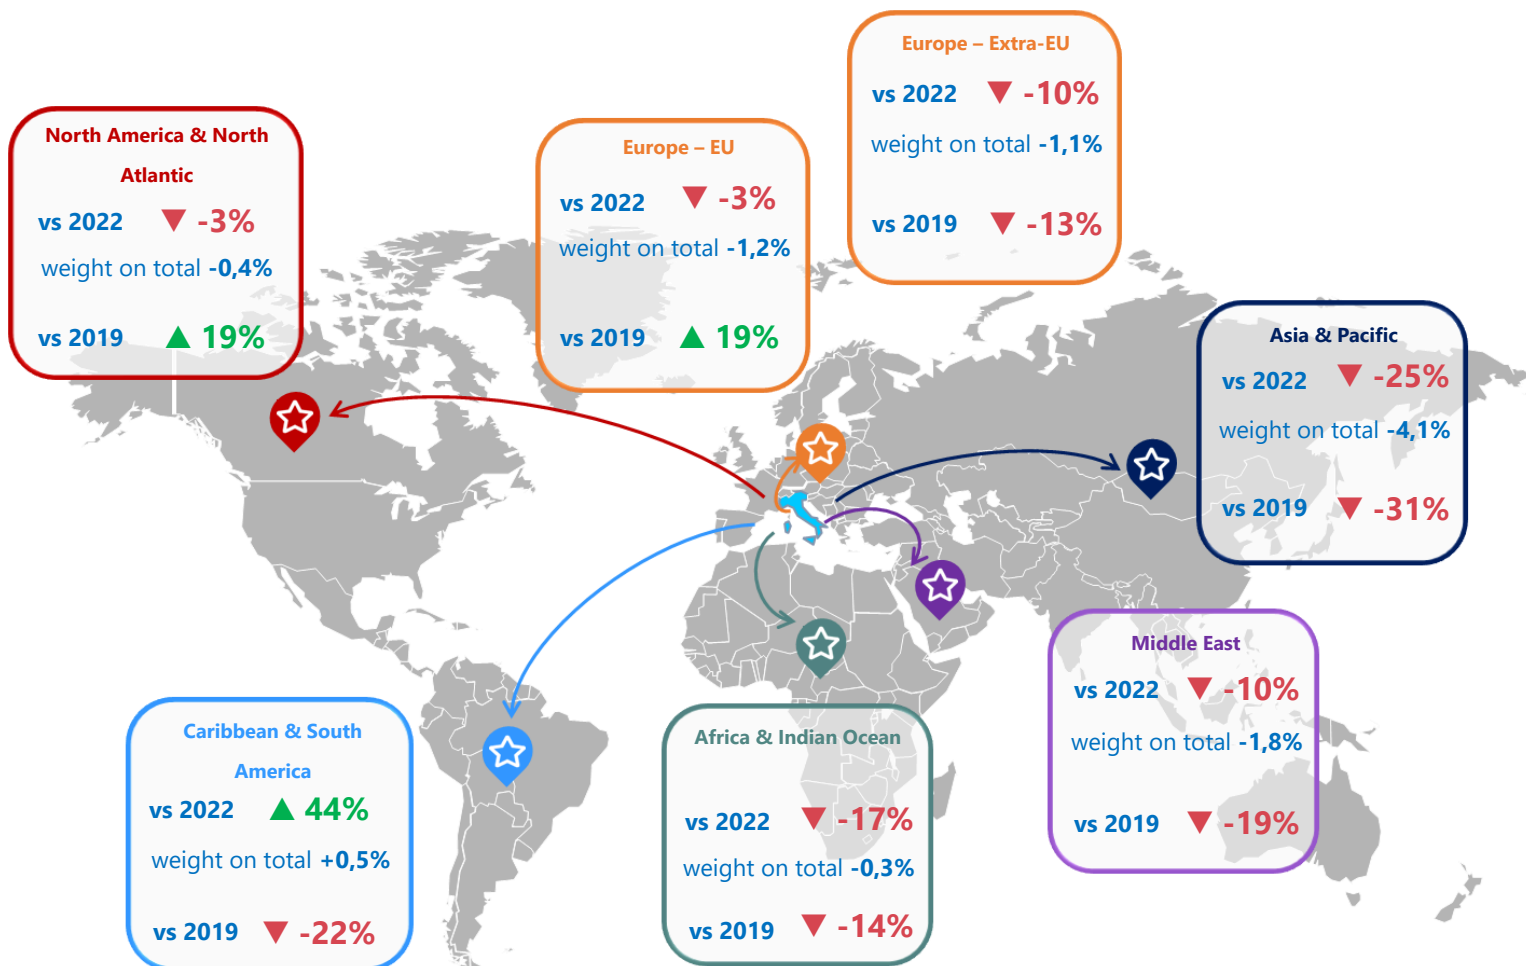 Europe – Extra-EU
vs 2022 ▼ -10%
weight on total -1,1%
vs 2019 ▼ -13%
North America & North
Atlantic
vs 2022 ▼ -3%
weight on total -0,4%
vs 2019 ▲ 19%
Europe – EU
vs 2022 ▼ -3%
weight on total -1,2%
vs 2019 ▲ 19%
Asia & Pacific
vs 2022 ▼ -25%
weight on total -4,1%
vs 2019 ▼ -31%
Middle East
vs 2022 ▼ -10%
weight on total -1,8%
vs 2019 ▼ -19%
Caribbean & South
America
vs 2022 ▲ 44%
weight on total +0,5%
vs 2019 ▼ -22%
Africa & Indian Ocean
vs 2022 ▼ -17%
weight on total -0,3%
vs 2019 ▼ -14%